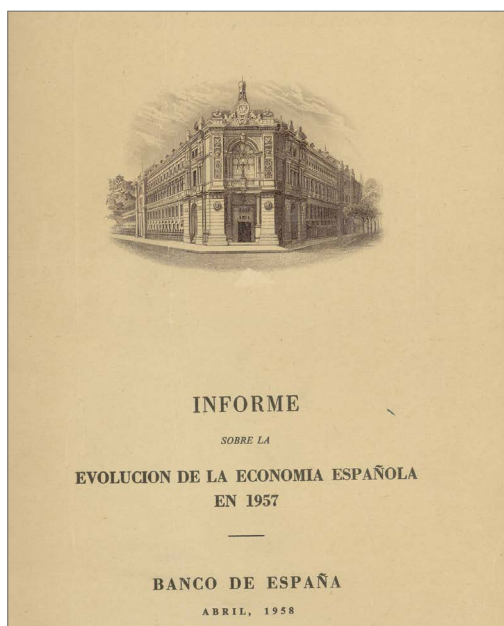 INFORME
SOBRE LA
EVOLUCION DE LA ECONOMIA ESPAÑOLA
EN 1957
BANCO DE ESPAÑA
ABRIL, 1958